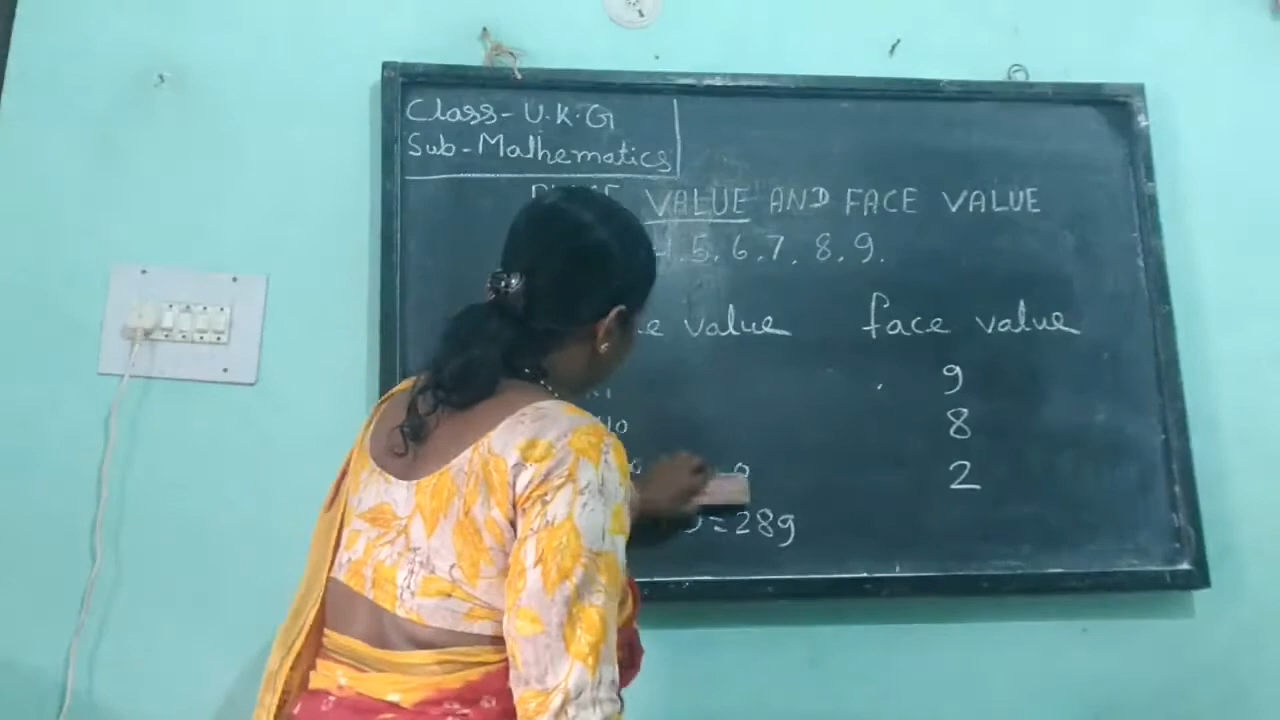 Class - U.K.G
Sub - Mathematics
VALUE AND FACE VALUE
5, 6, 7, 8, 9.
value face value
9
8
2
= 289